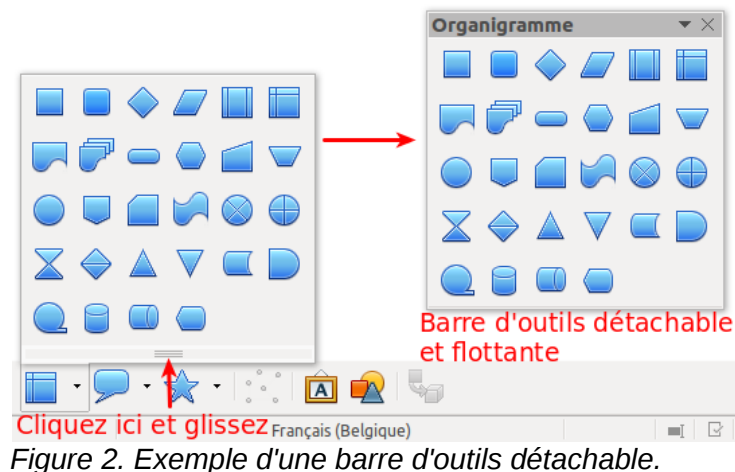 Organigramme
Barre d'outils détachable
et flottante
A
Cliquez ici et glissez
Français (Belgique)
Figure 2. Exemple d'une barre d'outils détachable.